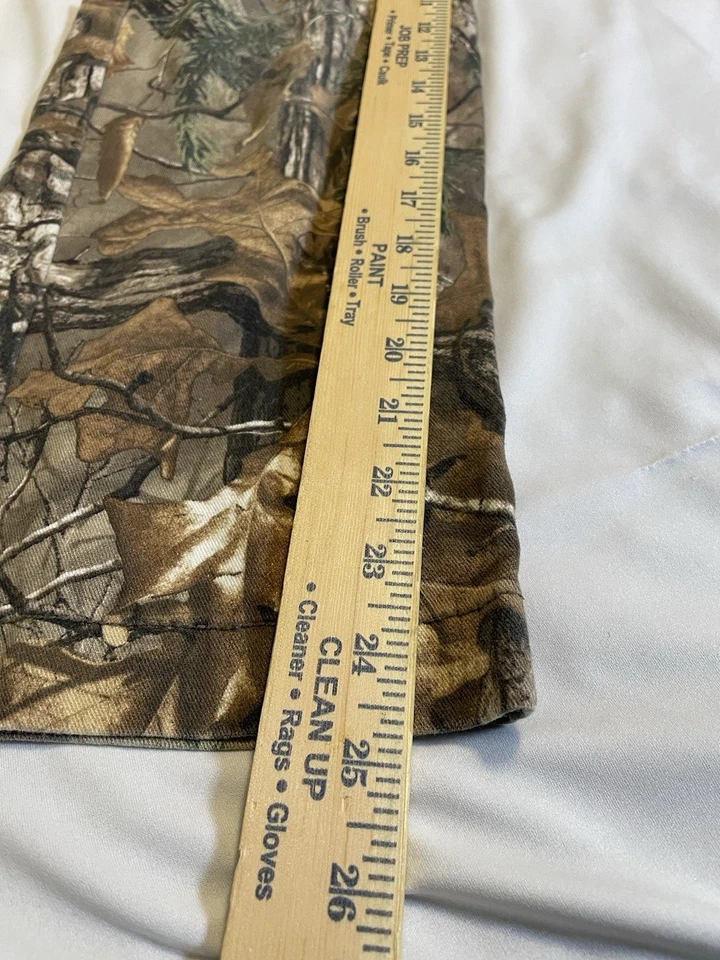 12
13
14
15
16
17
18
19
20
21
22
23
24
25
26
JOB PREP
• Primer • Tape • Caulk
PAINT
• Brush • Roller • Tray
CLEAN UP
• Cleaner • Rags • Gloves